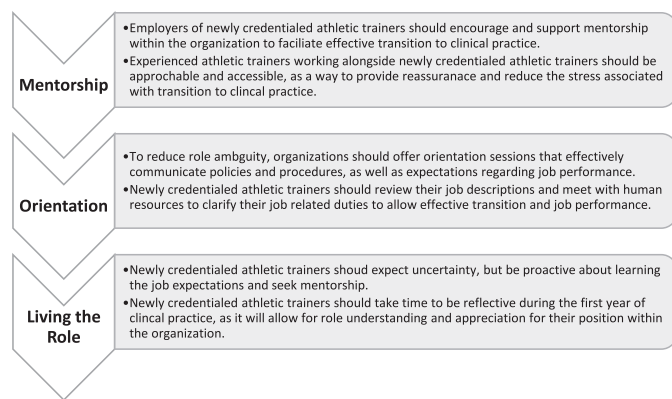 Mentorship
•Employers of newly credentialed athletic trainers should encourage and support mentorship
within the organization to faciliate effective transition to clinical practice.
•Experienced athletic trainers working alongside newly credentialed athletic trainers should be
approchable and accessible, as a way to provide reassuranace and reduce the stress associated
with transition to clincal practice.
Orientation
•To reduce role ambguity, organizations should offer orientation sessions that effectively
communicate policies and procedures, as well as expectations regarding job performance.
•Newly credentialed athletic trainers should review their job descriptions and meet with human
resources to clarify their job related duties to allow effective transition and job performance.
Living the
Role
•Newly credentialed athletic trainers shoud expect uncertainty, but be proactive about learning
the job expectations and seek mentorship.
•Newly credentialed athletic trainers should take time to be reflective during the first year of
clincal practice, as it will allow for role understanding and appreciation for their position within
the organization.